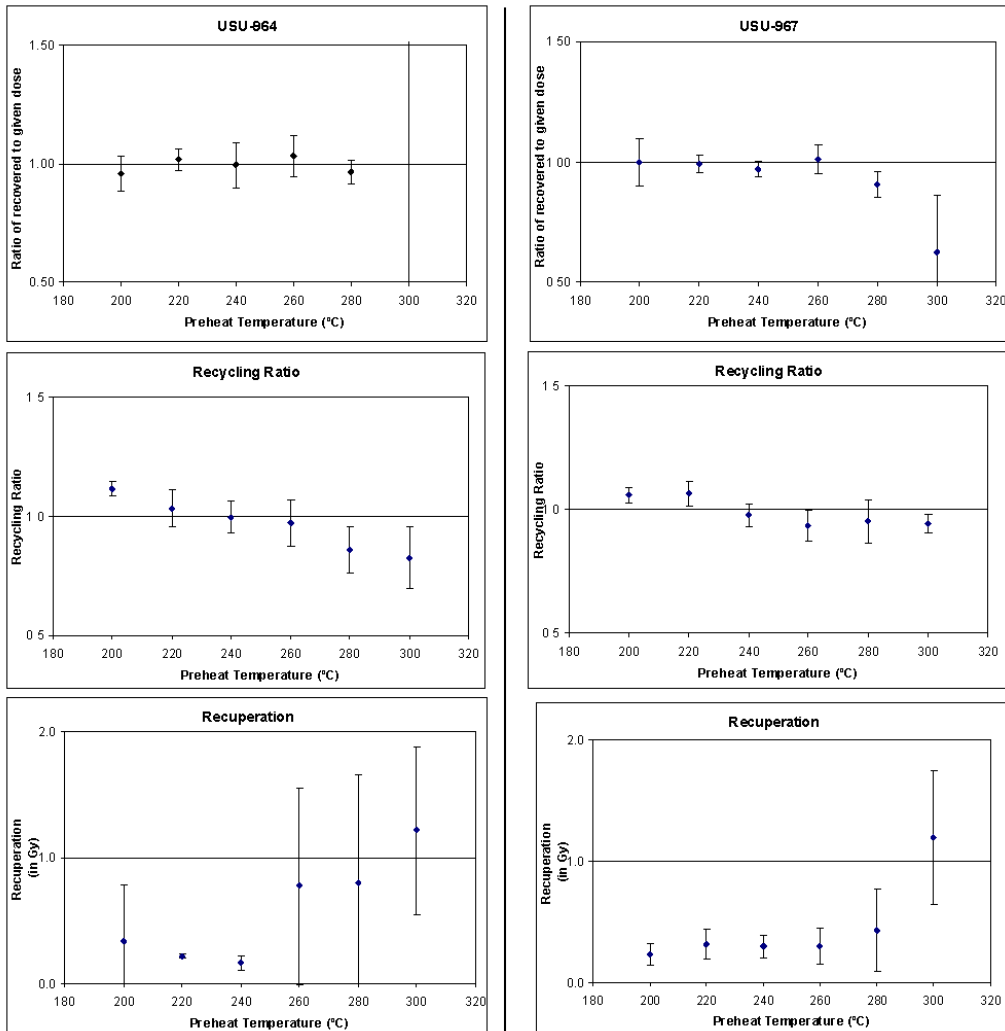 USU-964
1 50
1 00
0 50
Ratio of recovered to given dose
180 200 220 240 260 280 300 320
Preheat Temperature (ºC)
USU-967
1 50
1 00
0 50
Ratio of recovered to given dose
180 200 220 240 260 280 300 320
Preheat Temperature (ºC)
Recycling Ratio
1 5
1 0
0 5
Recycling Ratio
180 200 220 240 260 280 300 320
Preheat Temperature (ºC)
Recycling Ratio
1 5
1 0
0 5
Recycling Ratio
180 200 220 240 260 280 300 320
Preheat Temperature (ºC)
Recuperation
2.0
1.0
0.0
Recuperation
(in Gy)
180 200 220 240 260 280 300 320
Preheat Temperature (ºC)
Recuperation
2.0
1.0
0.0
Recuperation
(in Gy)
180 200 220 240 260 280 300 320
Preheat Temperature (ºC)